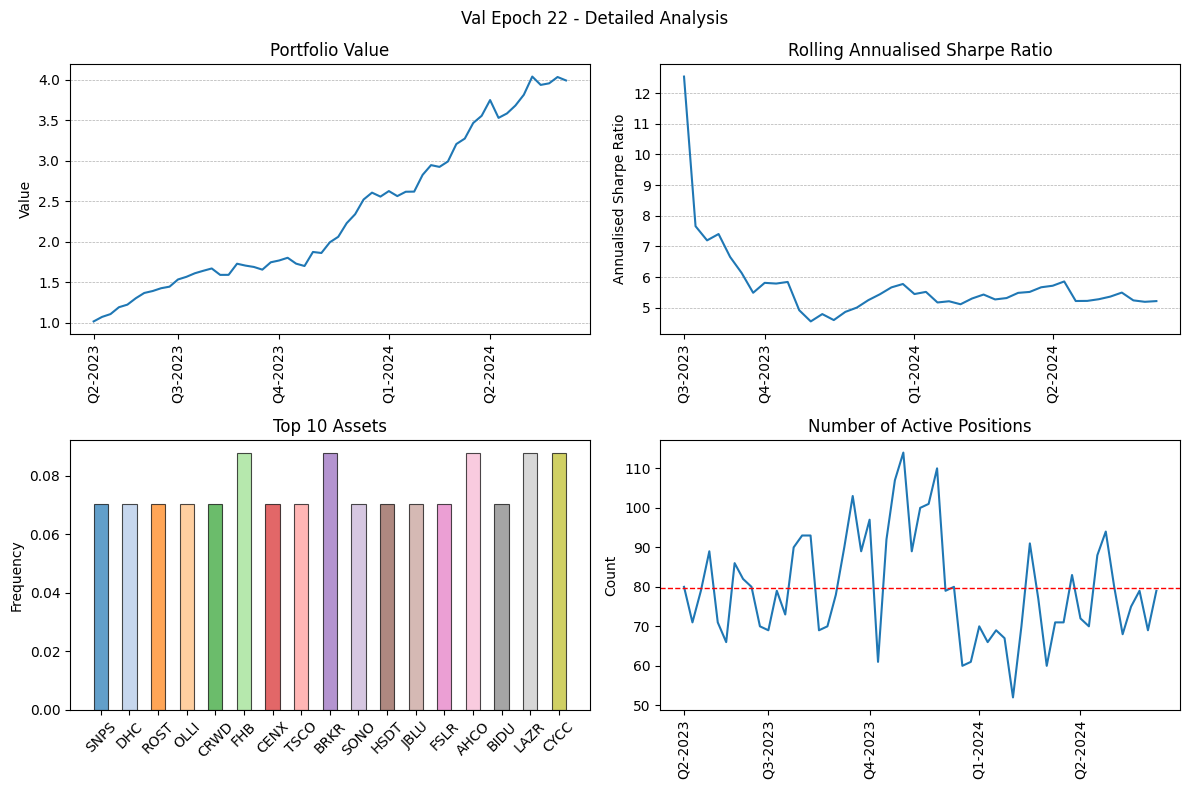 Val Epoch 22 - Detailed Analysis
Portfolio Value
Value
4.0
3.5
3.0
2.5
2.0
1.5
1.0
Q2-2023
Q3-2023
Q4-2023
Q1-2024
Q2-2024
Rolling Annualised Sharpe Ratio
Annualised Sharpe Ratio
12
11
10
9
8
7
6
5
Q3-2023
Q4-2023
Q1-2024
Q2-2024
Top 10 Assets
Frequency
0.08
0.06
0.04
0.02
0.00
SNPS
DHC
ROST
OLLI
CRWD
FHB
CENX
TSCO
BRKR
SONO
HSDT
JBLU
FSLR
AHCO
BIDU
LAZR
CYCC
Number of Active Positions
Count
110
100
90
80
70
60
50
Q2-2023
Q3-2023
Q4-2023
Q1-2024
Q2-2024